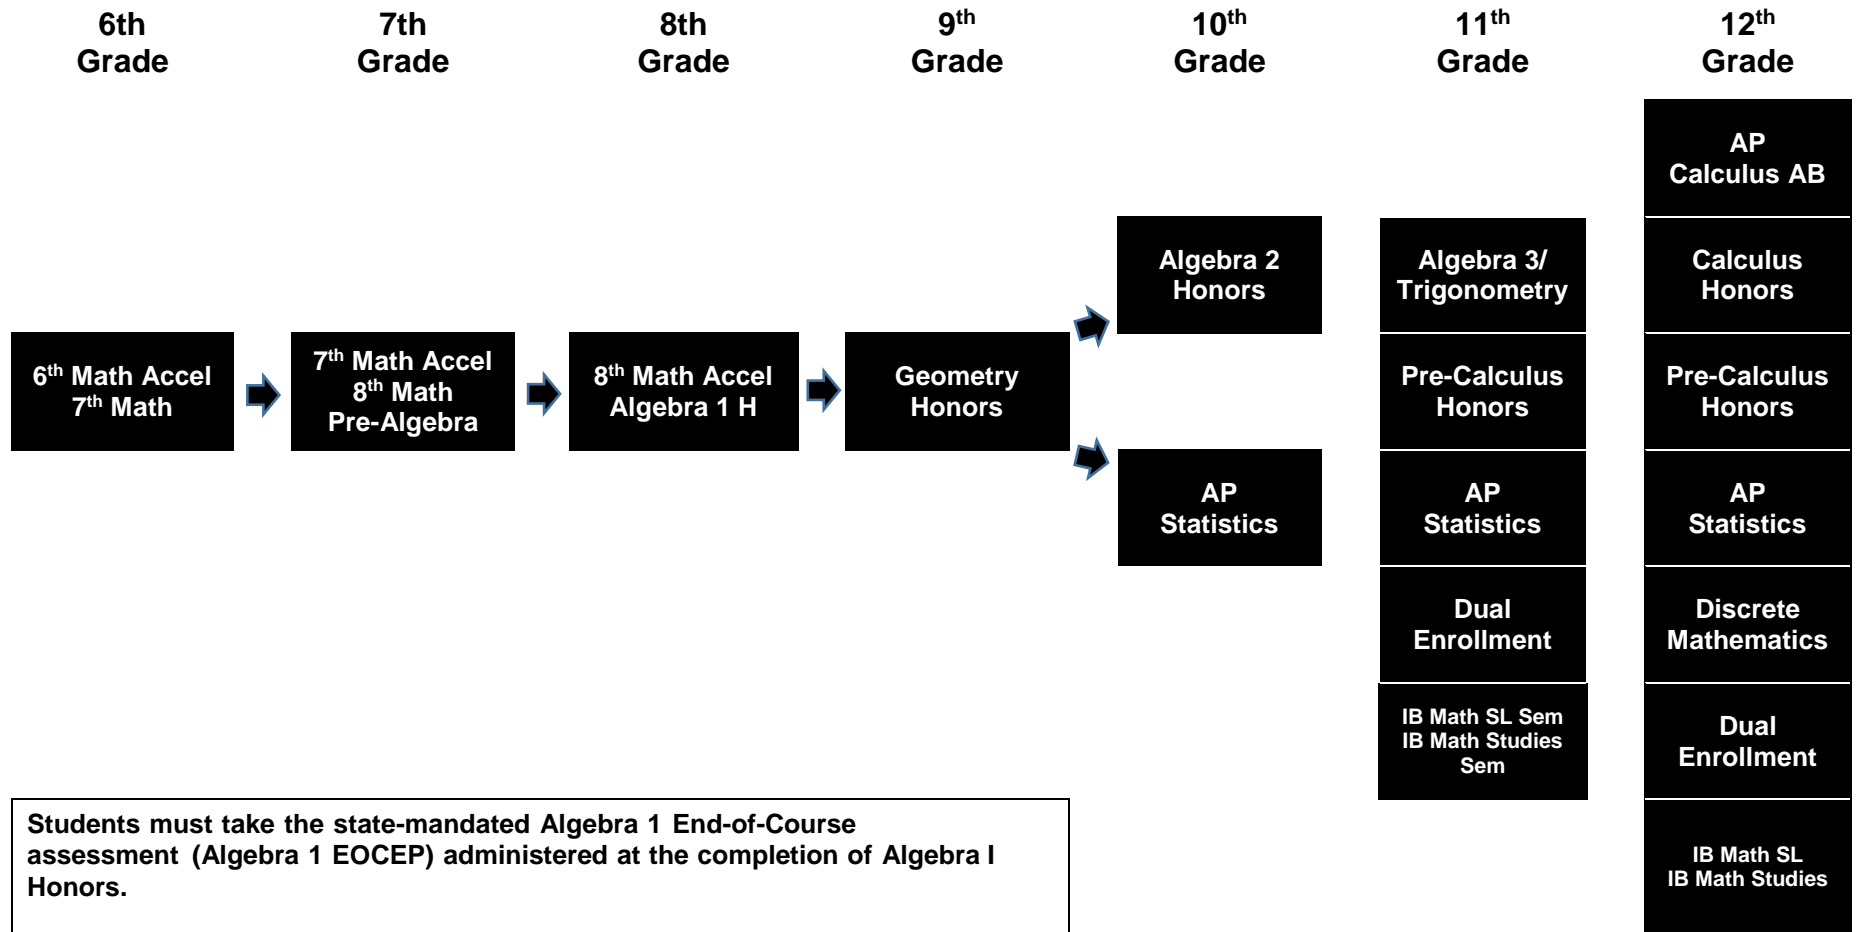 6th
Grade
7th
Grade
8th
Grade
9th
Grade
10th
Grade
11th
Grade
12th
Grade
6th Math Accel
7th Math
7th Math Accel
8th Math
Pre-Algebra
8th Math Accel
Algebra 1 H
Geometry
Honors
Algebra 2
Honors
AP
Statistics
Algebra 3/
Trigonometry
Pre-Calculus
Honors
AP
Statistics
Dual
Enrollment
IB Math SL Sem
IB Math Studies
Sem
AP
Calculus AB
Calculus
Honors
Pre-Calculus
Honors
AP
Statistics
Discrete
Mathematics
Dual
Enrollment
IB Math SL
IB Math Studies
Students must take the state-mandated Algebra 1 End-of-Course
assessment (Algebra 1 EOCEP) administered at the completion of Algebra I
Honors.